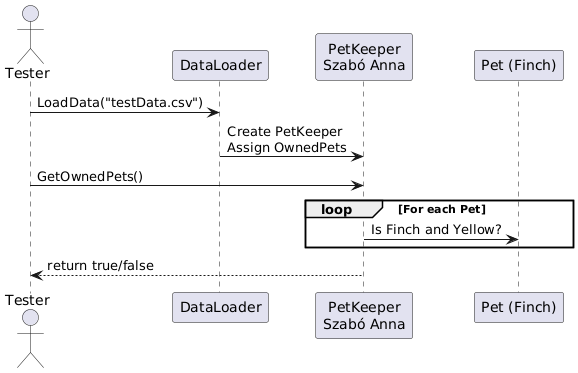 Tester
DataLoader
PetKeeper
Szabó Anna
Pet (Finch)
LoadData("testData.csv")
Create PetKeeper
Assign OwnedPets
GetOwnedPets()
loop [For each Pet]
Is Finch and Yellow?
return true/false
Tester
DataLoader
PetKeeper
Szabó Anna
Pet (Finch)